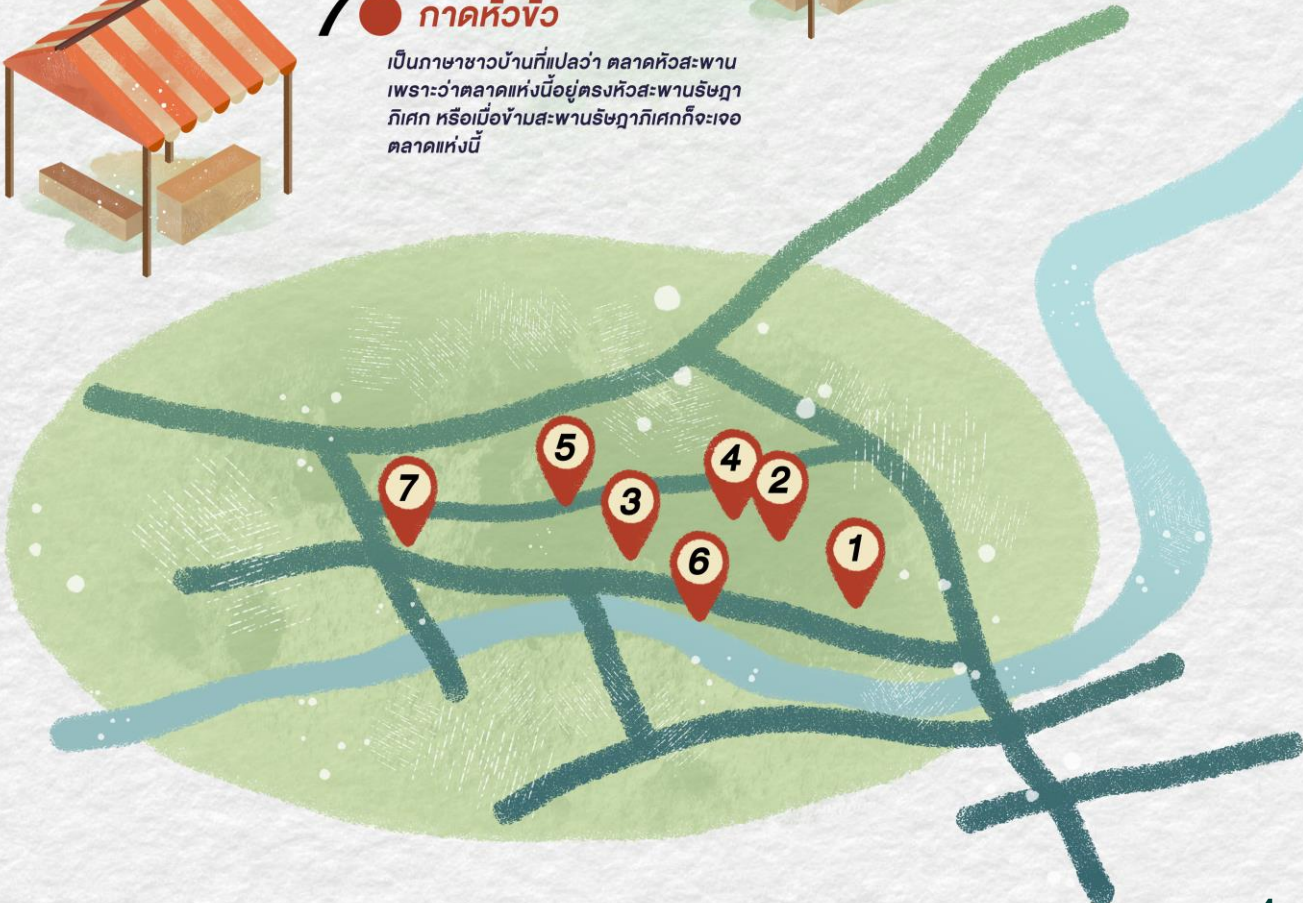 7 กาดหัวขัว
เป็นภาษาชาวบ้านที่แปลว่า ตลาดหัวสะพาน
เพราะว่าตลาดแห่งนี้อยู่ตรงหัวสะพานรัษฎา
ภิเศก หรือเมื่อข้ามสะพานรัษฎาภิเศกก็จะเจอ
ตลาดแห่งนี้
5
4
2
7
3
1
6